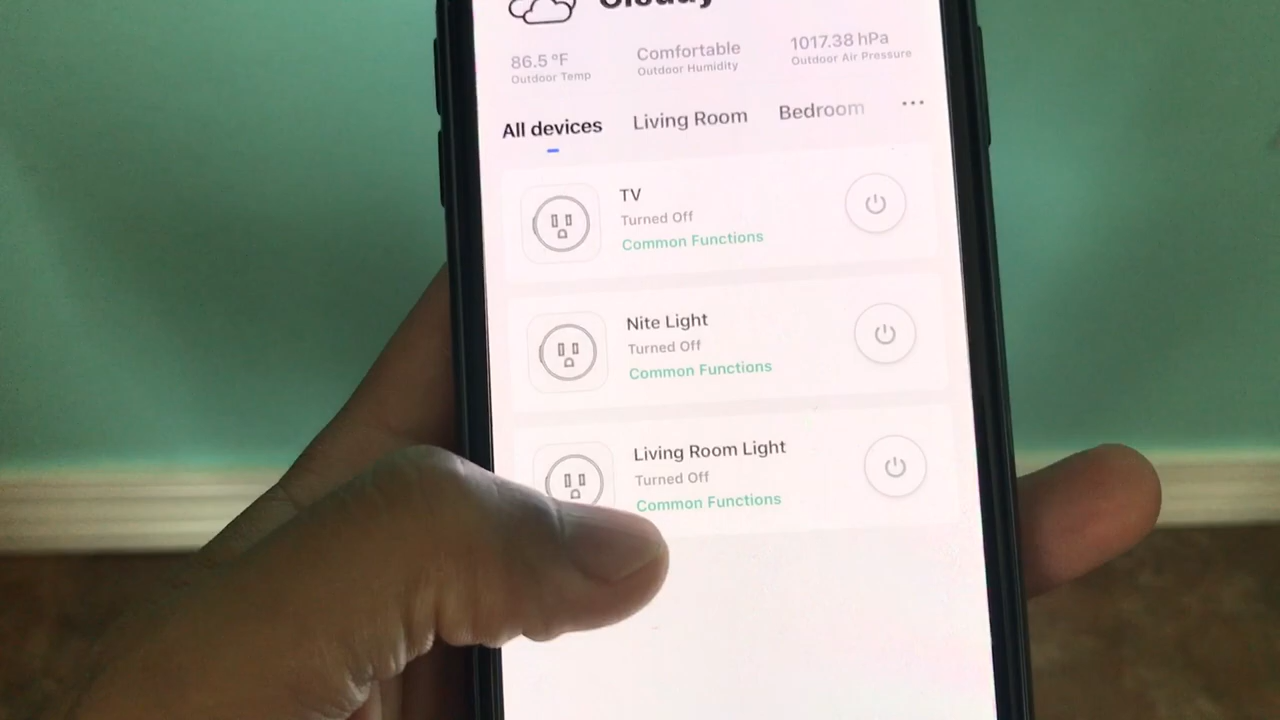 Cloudy
86.5 °F
Outdoor Temp
Comfortable
Outdoor Humidity
1017.38 hPa
Outdoor Air Pressure
All devices
Living Room
Bedroom
TV
Turned Off
Common Functions
Nite Light
Turned Off
Common Functions
Living Room Light
Turned Off
Common Functions